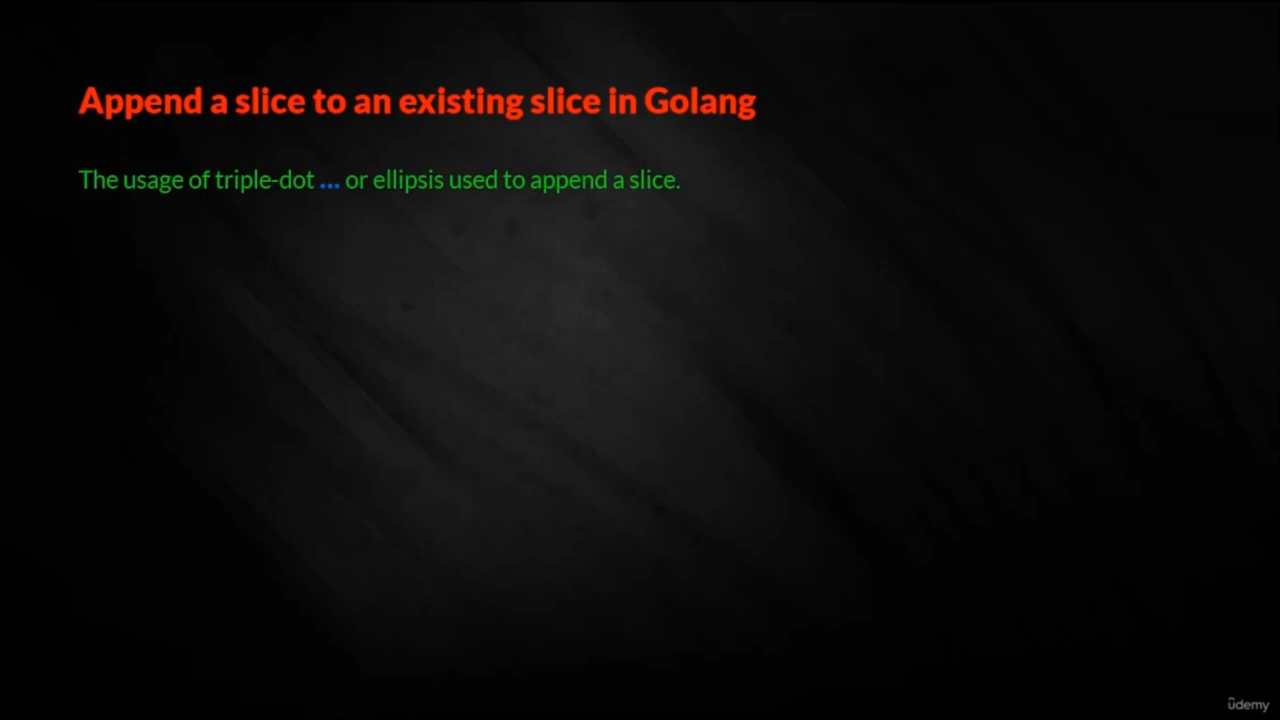 Append a slice to an existing slice in Golang
The usage of triple-dot ... or ellipsis used to append a slice.
ûdemy